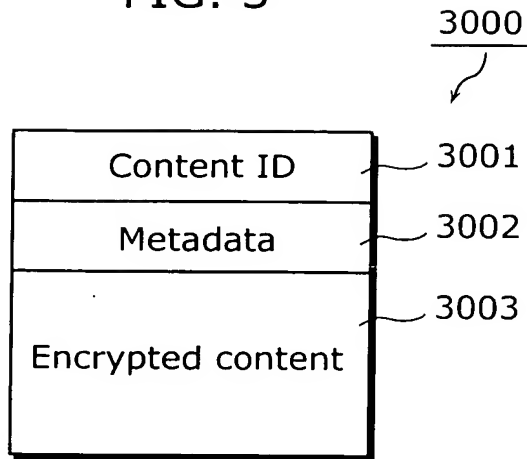 FIG. 3
3000
Content ID 3001
Metadata 3002
3003
Encrypted content